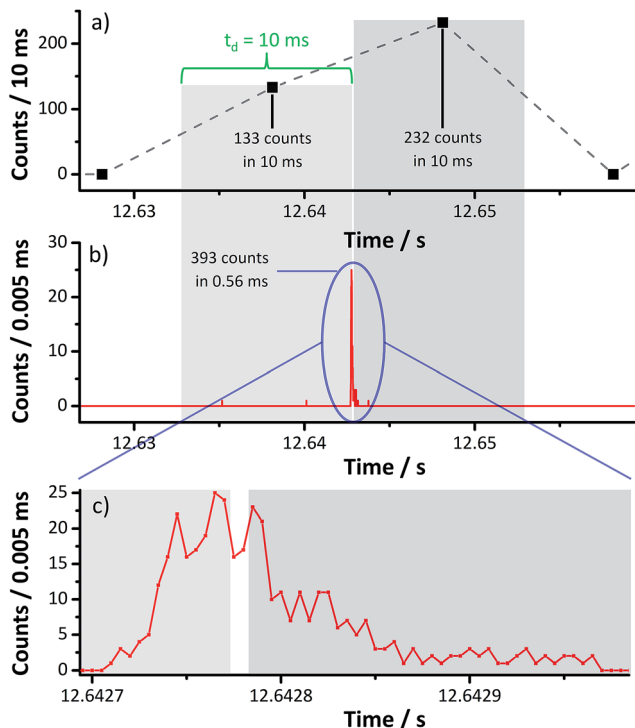 a)
t_d = 10 ms
Counts / 10 ms
200
100
0
133 counts
in 10 ms
232 counts
in 10 ms
12.63
12.64
12.65
Time / s
b)
Counts / 0.005 ms
30
20
10
0
393 counts
in 0.56 ms
12.63
12.64
12.65
Time / s
c)
Counts / 0.005 ms
25
20
15
10
5
0
12.6427
12.6428
12.6429
Time / s